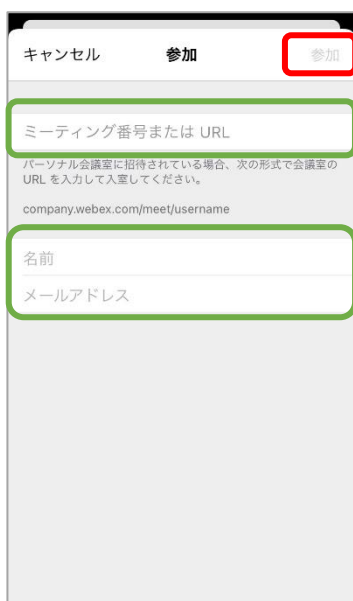 キャンセル 参加 参加
ミーティング番号または URL
パーソナル会議室に招待されている場合、次の形式で会議室の
URL を入力して入室してください。
company.webex.com/meet/username
名前
メールアドレス